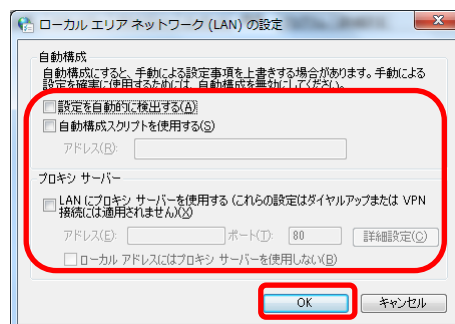 ローカル エリア ネットワーク (LAN) の設定
自動構成
自動構成にすると、手動による設定事項を上書きする場合があります。手動による
設定を確実に使用するためには、自動構成を無効にしてください。
設定を自動的に検出する(A)
自動構成スクリプトを使用する(S)
アドレス(R):
プロキシ サーバー
LAN にプロキシ サーバーを使用する (これらの設定はダイヤルアップまたは VPN
接続には適用されません)(X)
アドレス(E): ポート(T): 80 詳細設定(C)
ローカル アドレスにはプロキシ サーバーを使用しない(B)
OK キャンセル